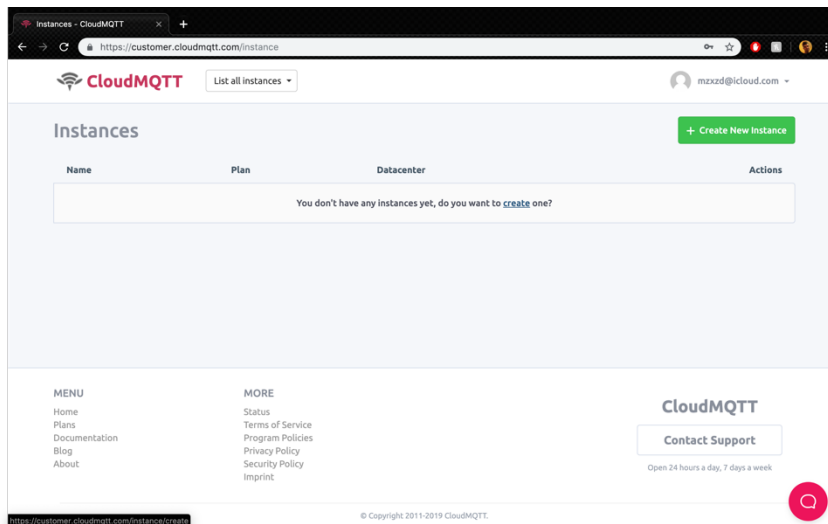 Instances - CloudMQTT
https://customer.cloudmqtt.com/instance
CloudMQTT
List all instances
mzxzd@icloud.com
Instances
+ Create New Instance
Name Plan Datacenter Actions
You don't have any instances yet, do you want to create one?
MENU
Home
Plans
Documentation
Blog
About
MORE
Status
Terms of Service
Program Policies
Privacy Policy
Security Policy
Imprint
CloudMQTT
Contact Support
Open 24 hours a day, 7 days a week
© Copyright 2011-2019 CloudMQTT.
https://customer.cloudmqtt.com/instance/create